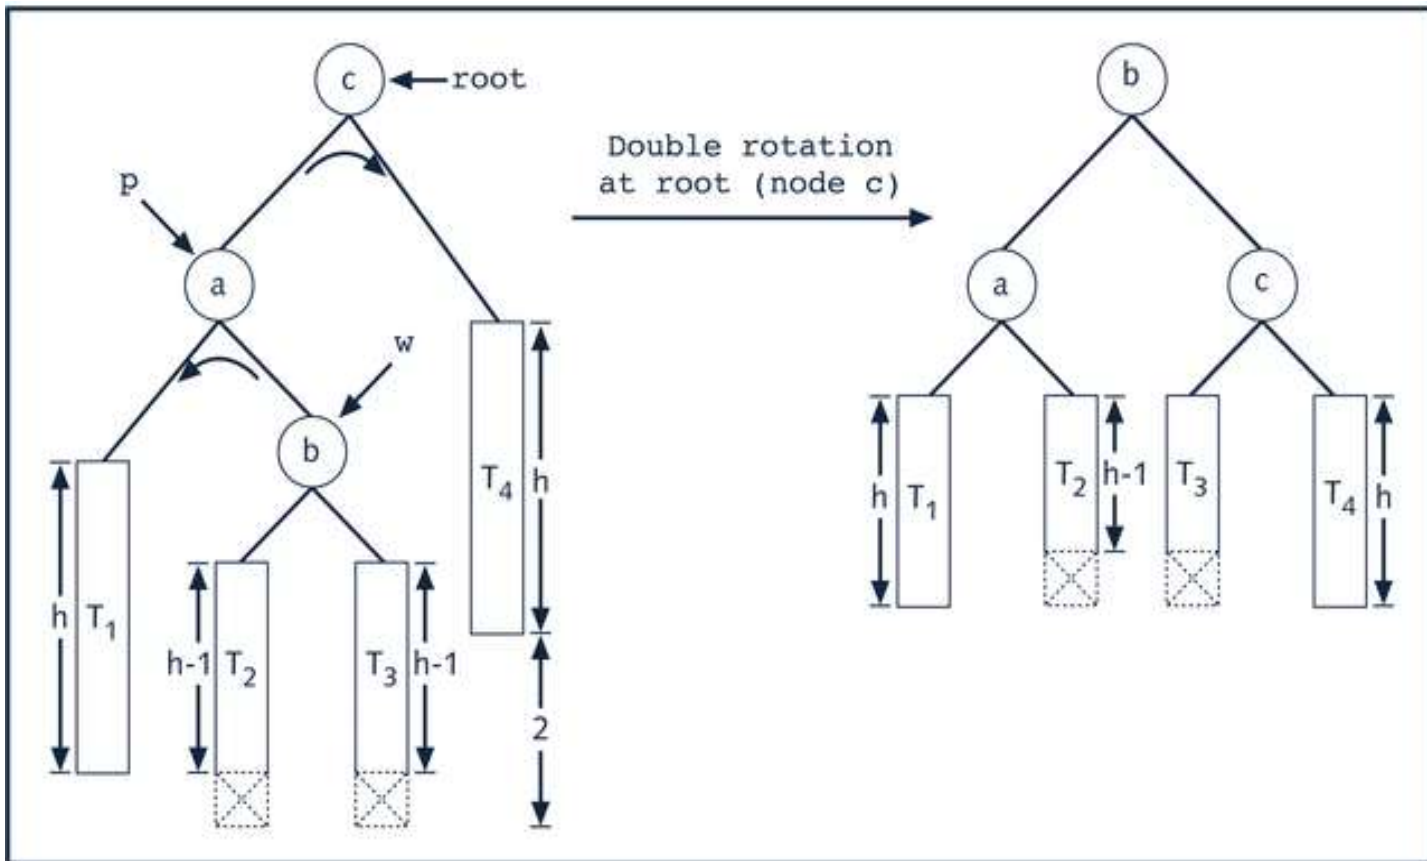 c
root
b
Double rotation
at root (node c)
p
a
a
c
w
b
T4
h
h
T1
T2
h-1
T3
T4
h
h
T1
h-1
T2
T3
h-1
2